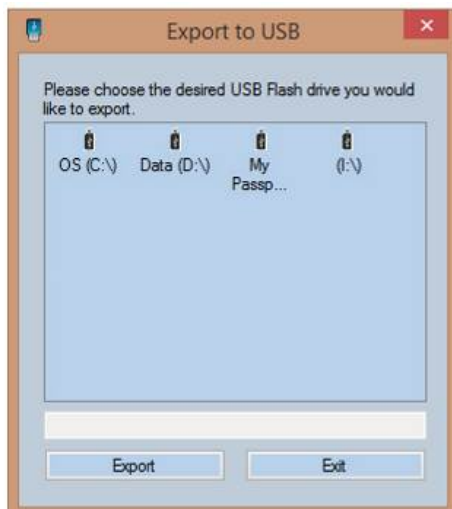 Export to USB
Please choose the desired USB Flash drive you would
like to export.
OS (C:\) Data (D:\) My (I:\)
Passp...
Export Exit